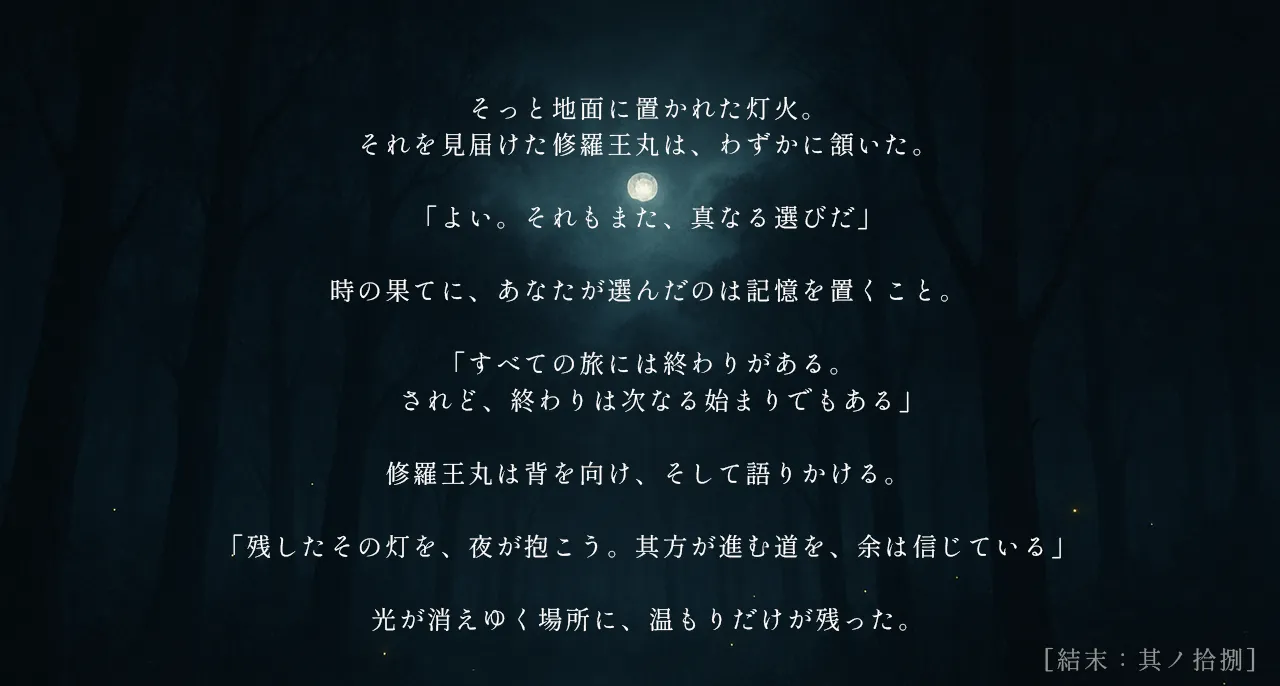 そっと地面に置かれた灯火。
それを見届けた修羅王丸は、わずかに頷いた。
「よい。それもまた、真なる選びだ」
時の果てに、あなたが選んだのは記憶を置くこと。
「すべての旅には終わりがある。
されど、終わりは次なる始まりでもある」
修羅王丸は背を向け、そして語りかける。
「残したその灯を、夜が抱こう。其方が進む道を、余は信じている」
光が消えゆく場所に、温もりだけが残った。
[結末：其ノ拾捌]